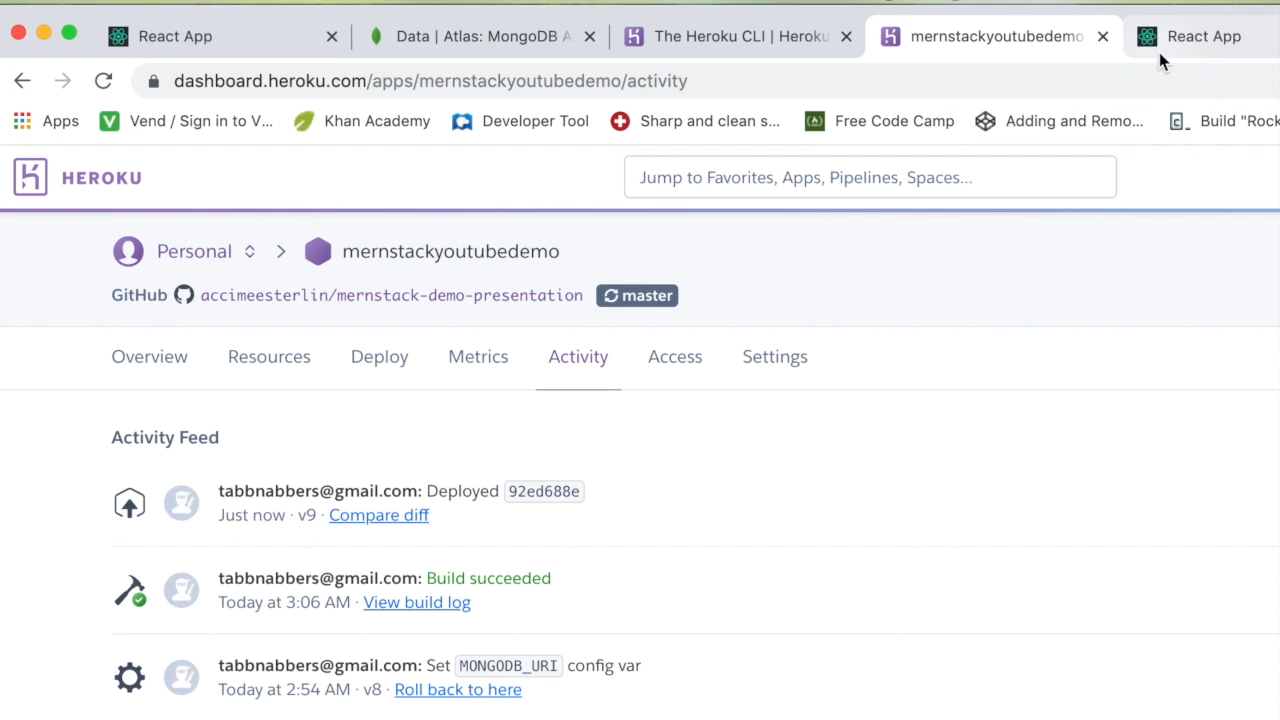 React App
Data | Atlas: MongoDB A
The Heroku CLI | Heroku
mernstackyoutubedemo
React App
dashboard.heroku.com/apps/mernstackyoutubedemo/activity
Apps
Vend / Sign in to V...
Khan Academy
Developer Tool
Sharp and clean s...
Free Code Camp
Adding and Remo...
Build "Rock
HEROKU
Jump to Favorites, Apps, Pipelines, Spaces...
Personal
mernstackyoutubedemo
GitHub accimeesterlin/mernstack-demo-presentation master
Overview Resources Deploy Metrics Activity Access Settings
Activity Feed
tabbnabbers@gmail.com: Deployed 92ed688e
Just now · v9 · Compare diff
tabbnabbers@gmail.com: Build succeeded
Today at 3:06 AM · View build log
tabbnabbers@gmail.com: Set MONGODB_URI config var
Today at 2:54 AM · v8 · Roll back to here